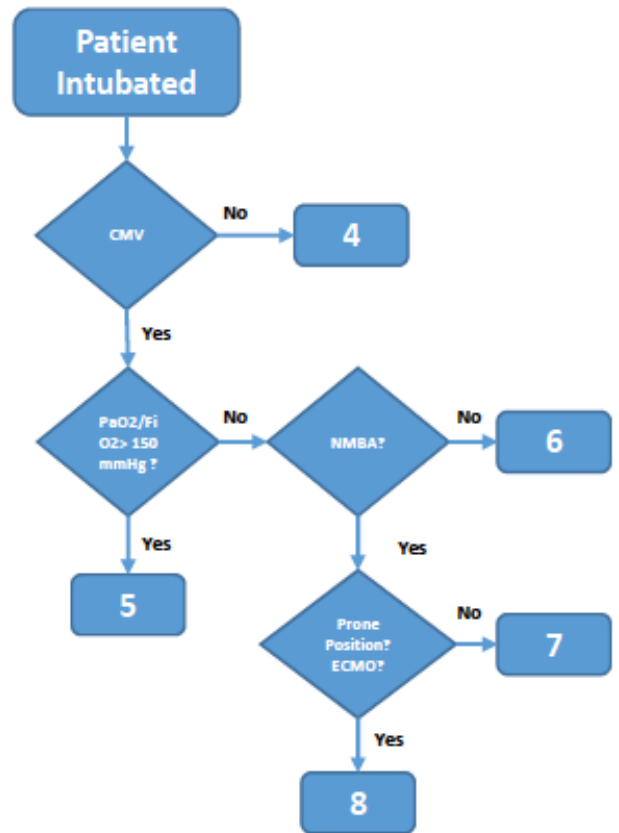 Patient
Intubated
CMV
No
4
Yes
PaO2/Fi
O2> 150
mmHg ?
No
NMBA?
No
6
Yes
5
Yes
Prone
Position?
ECMO?
No
7
Yes
8